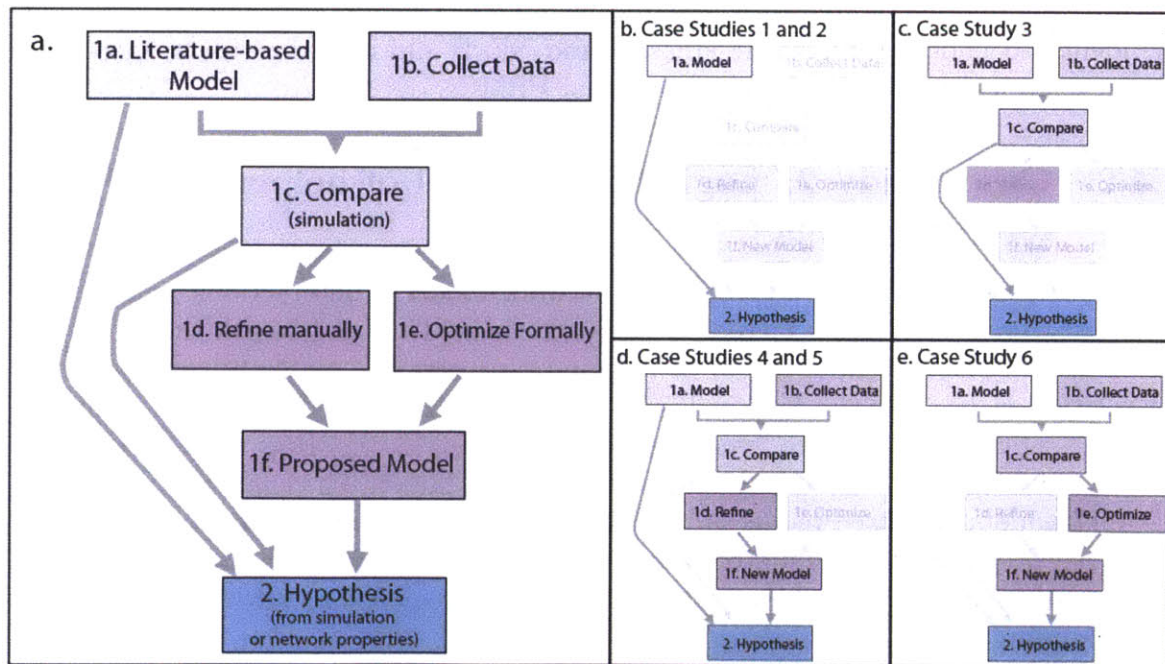 a.
1a. Literature-based
Model
1b. Collect Data
1c. Compare
(simulation)
1d. Refine manually
1e. Optimize Formally
1f. Proposed Model
2. Hypothesis
(from simulation
or network properties)
b. Case Studies 1 and 2
1a. Model
1b. Collect Data
1c. Compare
1d. Refine
1e. Optimize
1f. New Model
2. Hypothesis
c. Case Study 3
1a. Model
1b. Collect Data
1c. Compare
1e. Optimize
1f. New Model
2. Hypothesis
d. Case Studies 4 and 5
1a. Model
1b. Collect Data
1c. Compare
1d. Refine
1e. Optimize
1f. New Model
2. Hypothesis
e. Case Study 6
1a. Model
1b. Collect Data
1c. Compare
1d. Refine
1e. Optimize
1f. New Model
2. Hypothesis